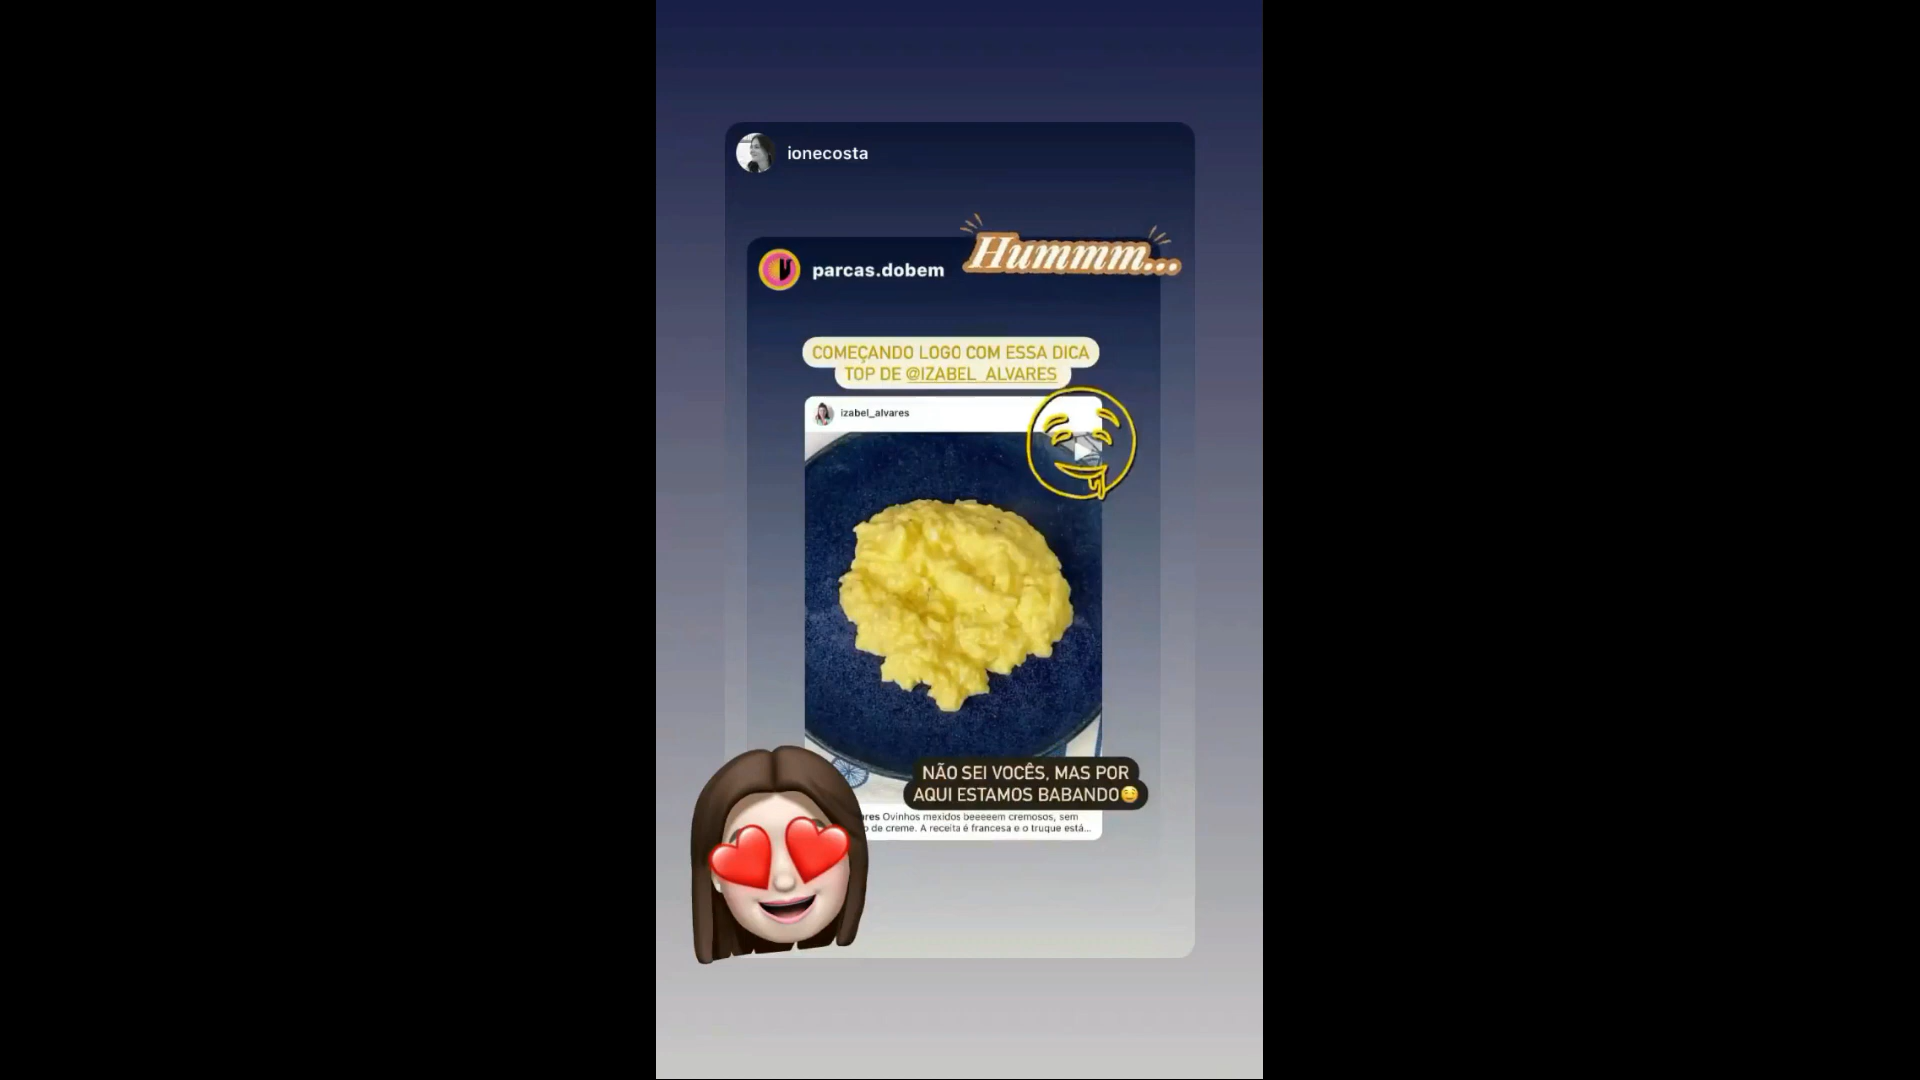 ionecosta
Hummm...
parcas.dobem
COMEÇANDO LOGO COM ESSA DICA
TOP DE @IZABEL_ALVARES
izabel_alvares
NÃO SEI VOCÊS, MAS POR
AQUI ESTAMOS BABANDO🤤
Ovinhos mexidos beeeeem cremosos, sem
de creme. A receita é francesa e o truque está...